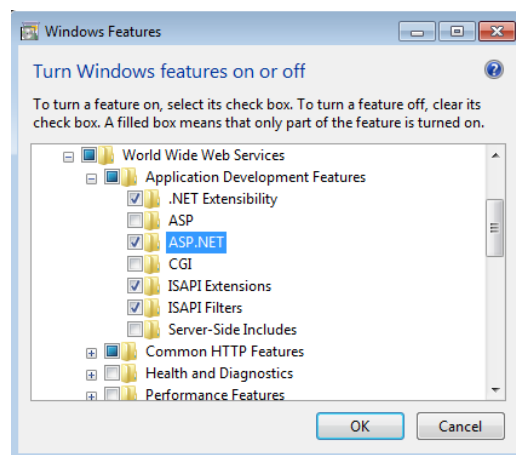 Windows Features
Turn Windows features on or off
To turn a feature on, select its check box. To turn a feature off, clear its
check box. A filled box means that only part of the feature is turned on.
World Wide Web Services
Application Development Features
.NET Extensibility
ASP
ASP.NET
CGI
ISAPI Extensions
ISAPI Filters
Server-Side Includes
Common HTTP Features
Health and Diagnostics
Performance Features
OK Cancel